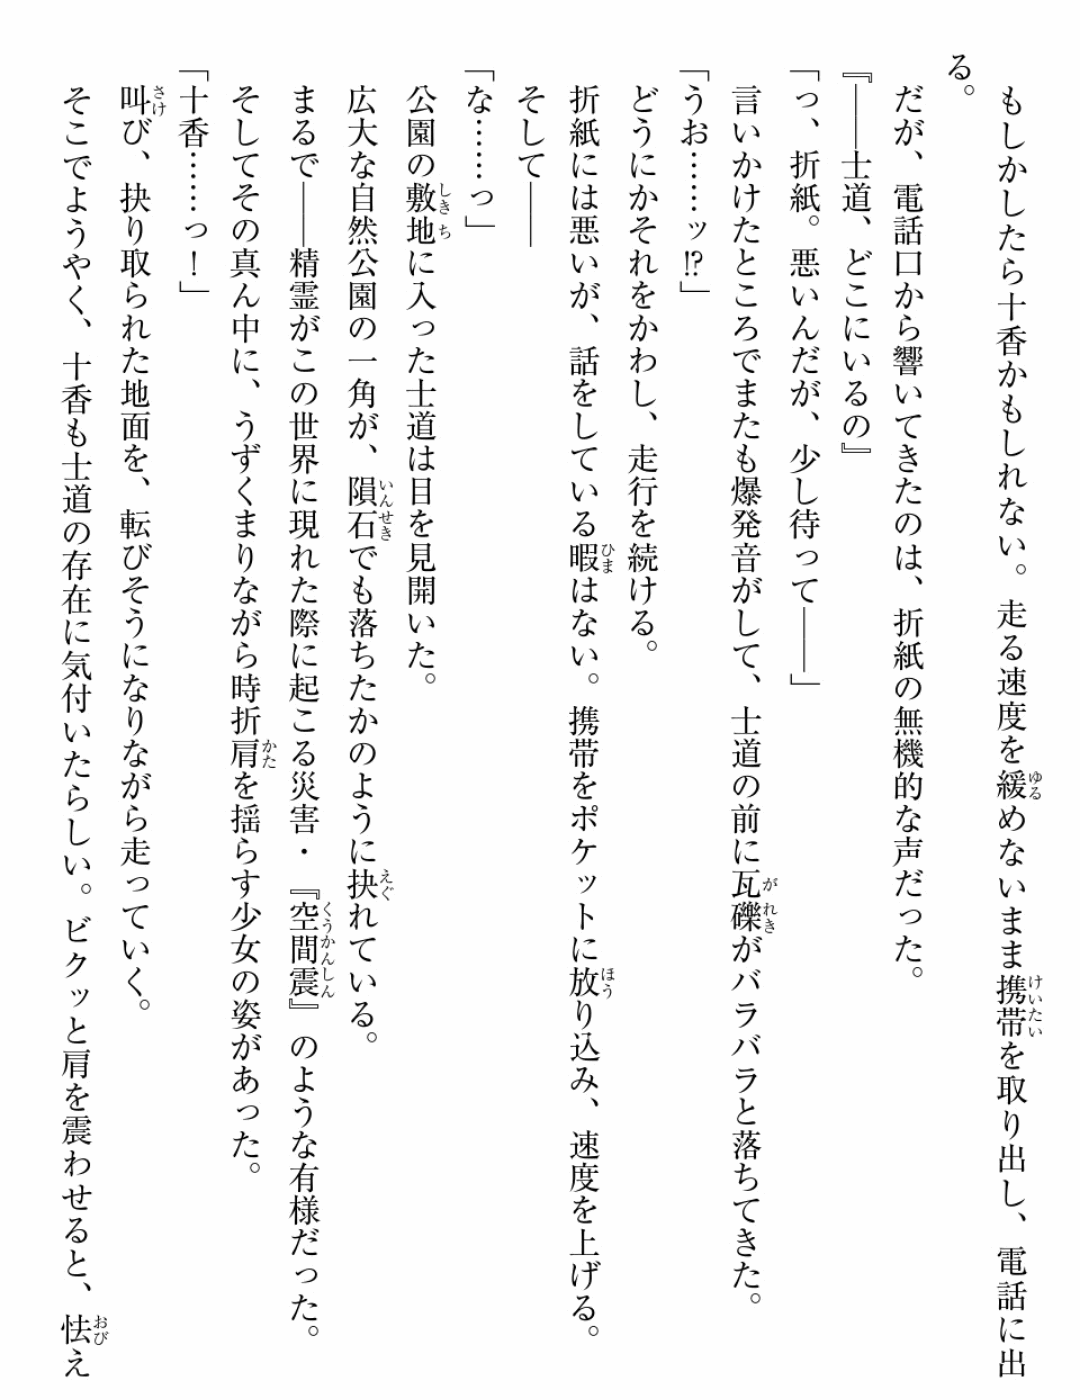 もしかしたら十香かもしれない。走る速度を緩めないまま携帯を取り出し、電話に出
る。
だが、電話口から響いてきたのは、折紙の無機的な声だった。
『――士道、どこにいるの』
「っ、折紙。悪いんだが、少し待って――」
言いかけたところでまたも爆発音がして、士道の前に瓦礫がバラバラと落ちてきた。
「うお……ッ!?」
どうにかそれをかわし、走行を続ける。
折紙には悪いが、話をしている暇はない。携帯をポケットに放り込み、速度を上げる。
そして――
「な……っ」
公園の敷地に入った士道は目を見開いた。
広大な自然公園の一角が、隕石でも落ちたかのように抉れている。
まるで――精霊がこの世界に現れた際に起こる災害・『空間震』のような有様だった。
そしてその真ん中に、うずくまりながら時折肩を揺らす少女の姿があった。
「十香……っ！」
叫び、抉り取られた地面を、転びそうになりながら走っていく。
そこでようやく、十香も士道の存在に気付いたらしい。ビクッと肩を震わせると、怯え